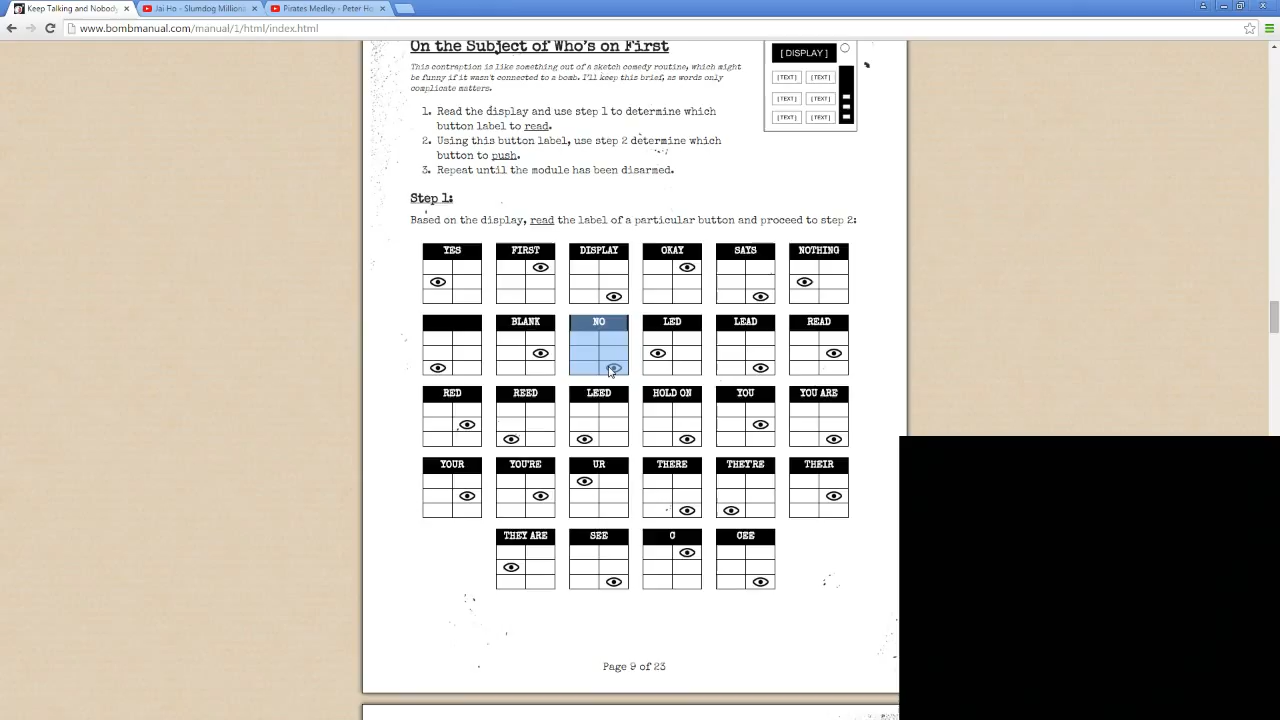 Keep Talking and Nobody
Jai Ho - Slumdog Million
Pirates Medley - Peter Ho
www.bombmanual.com/manual/1/html/index.html
On the Subject of Who's on First
This contraption is like something out of a sketch comedy routine, which might
be funny if it wasn't connected to a bomb. I'll keep this brief, as words only
complicate matters.
[DISPLAY]
[TEXT] [TEXT]
[TEXT] [TEXT]
[TEXT] [TEXT]
1. Read the display and use step 1 to determine which
button label to read.
2. Using this button label, use step 2 determine which
button to push.
3. Repeat until the module has been disarmed.
Step 1:
Based on the display, read the label of a particular button and proceed to step 2:
YES FIRST DISPLAY OKAY SAYS NOTHING
BLANK NO LED LEAD READ
RED REED LEED HOLD ON YOU YOU ARE
YOUR YOU'RE UR THERE THEY'RE THEIR
THEY ARE SEE C CEE
Page 9 of 23